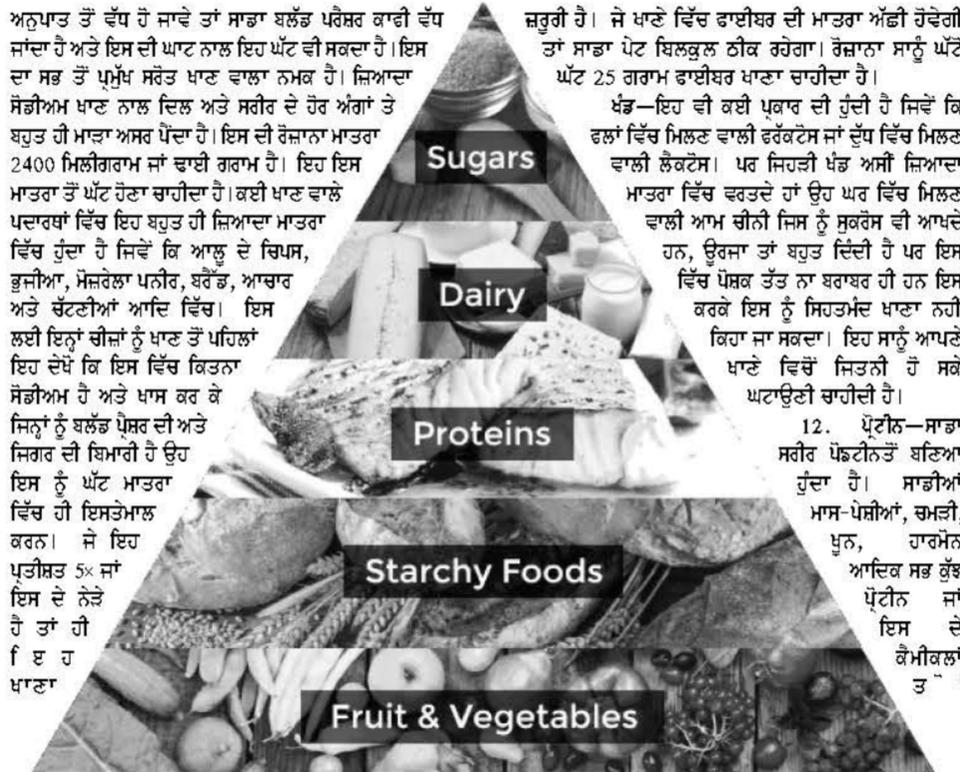 ਅਨੁਪਾਤ ਤੋਂ ਵੱਧ ਹੋ ਜਾਵੇ ਤਾਂ ਸਾਡਾ ਬਲੱਡ ਪਰੈਸ਼ਰ ਕਾਫੀ ਵੱਧ
ਜਾਂਦਾ ਹੈ ਅਤੇ ਇਸ ਦੀ ਘਾਟ ਨਾਲ ਇਹ ਘੱਟ ਵੀ ਸਕਦਾ ਹੈ। ਇਸ
ਦਾ ਸਭ ਤੋਂ ਪ੍ਰਮੁੱਖ ਸਰੋਤ ਖਾਣ ਵਾਲਾ ਨਮਕ ਹੈ। ਜ਼ਿਆਦਾ
ਸੋਡੀਅਮ ਖਾਣ ਨਾਲ ਦਿਲ ਅਤੇ ਸਰੀਰ ਦੇ ਹੋਰ ਅੰਗਾਂ ਤੇ
ਬਹੁਤ ਹੀ ਮਾੜਾ ਅਸਰ ਪੈਂਦਾ ਹੈ। ਇਸ ਦੀ ਰੋਜ਼ਾਨਾ ਮਾਤਰਾ
2400 ਮਿਲੀਗਰਾਮ ਜਾਂ ਢਾਈ ਗਰਾਮ ਹੈ। ਇਹ ਇਸ
ਮਾਤਰਾ ਤੋਂ ਘੱਟ ਹੋਣਾ ਚਾਹੀਦਾ ਹੈ।ਕਈ ਖਾਣ ਵਾਲੇ
ਪਦਾਰਥਾਂ ਵਿੱਚ ਇਹ ਬਹੁਤ ਹੀ ਜ਼ਿਆਦਾ ਮਾਤਰਾ
ਵਿੱਚ ਹੁੰਦਾ ਹੈ ਜਿਵੇਂ ਕਿ ਆਲੂ ਦੇ ਚਿਪਸ,
ਭੁਜੀਆ, ਮੋਜ਼ਰੇਲਾ ਪਨੀਰ, ਬਰੈੱਡ, ਆਚਾਰ
ਅਤੇ ਚੱਟਣੀਆਂ ਆਦਿ ਵਿੱਚ। ਇਸ
ਲਈ ਇਨ੍ਹਾਂ ਚੀਜ਼ਾਂ ਨੂੰ ਖਾਣ ਤੋਂ ਪਹਿਲਾਂ
ਇਹ ਦੇਖੋ ਕਿ ਇਸ ਵਿੱਚ ਕਿਤਨਾ
ਸੋਡੀਅਮ ਹੈ ਅਤੇ ਖਾਸ ਕਰ ਕੇ
ਜਿਨ੍ਹਾਂ ਨੂੰ ਬਲੱਡ ਪ੍ਰੈਸ਼ਰ ਦੀ ਅਤੇ
ਜਿਗਰ ਦੀ ਬਿਮਾਰੀ ਹੈ ਉਹ
ਇਸ ਨੂੰ ਘੱਟ ਮਾਤਰਾ
ਵਿੱਚ ਹੀ ਇਸਤੇਮਾਲ
ਕਰਨ। ਜੇ ਇਹ
ਪ੍ਰਤੀਸ਼ਤ 5× ਜਾਂ
ਇਸ ਦੇ ਨੇੜੇ
ਹੈ ਤਾਂ ਹੀ
ਿ ਏ ਹ
ਖਾਣਾ
ਜ਼ਰੂਰੀ ਹੈ। ਜੇ ਖਾਣੇ ਵਿੱਚ ਫਾਈਬਰ ਦੀ ਮਾਤਰਾ ਅੱਛੀ ਹੋਵੇਗੀ
ਤਾਂ ਸਾਡਾ ਪੇਟ ਬਿਲਕੁਲ ਠੀਕ ਰਹੇਗਾ। ਰੋਜ਼ਾਨਾ ਸਾਨੂੰ ਘੱਟੋ
ਘੱਟ 25 ਗਰਾਮ ਫਾਈਬਰ ਖਾਣਾ ਚਾਹੀਦਾ ਹੈ।
ਖੰਡ—ਇਹ ਵੀ ਕਈ ਪ੍ਰਕਾਰ ਦੀ ਹੁੰਦੀ ਹੈ ਜਿਵੇਂ ਕਿ
ਫਲਾਂ ਵਿੱਚ ਮਿਲਣ ਵਾਲੀ ਫਰੱਕਟੋਸ ਜਾਂ ਦੁੱਧ ਵਿੱਚ ਮਿਲਣ
ਵਾਲੀ ਲੈਕਟੋਸ। ਪਰ ਜਿਹੜੀ ਖੰਡ ਅਸੀਂ ਜ਼ਿਆਦਾ
ਮਾਤਰਾ ਵਿੱਚ ਵਰਤਦੇ ਹਾਂ ਉਹ ਘਰ ਵਿੱਚ ਮਿਲਣ
ਵਾਲੀ ਆਮ ਚੀਨੀ ਜਿਸ ਨੂੰ ਸੁਕਰੋਸ ਵੀ ਆਖਦੇ
ਹਨ, ਊਰਜਾ ਤਾਂ ਬਹੁਤ ਦਿੰਦੀ ਹੈ ਪਰ ਇਸ
ਵਿੱਚ ਪੋਸ਼ਕ ਤੱਤ ਨਾ ਬਰਾਬਰ ਹੀ ਹਨ ਇਸ
ਕਰਕੇ ਇਸ ਨੂੰ ਸਿਹਤਮੰਦ ਖਾਣਾ ਨਹੀਂ
ਕਿਹਾ ਜਾ ਸਕਦਾ। ਇਹ ਸਾਨੂੰ ਆਪਣੇ
ਖਾਣੇ ਵਿਚੋਂ ਜਿਤਨੀ ਹੋ ਸਕੇ
ਘਟਾਉਣੀ ਚਾਹੀਦੀ ਹੈ।
12. ਪ੍ਰੋਟੀਨ—ਸਾਡਾ
ਸਰੀਰ ਪੋਡਟੀਨਤੋਂ ਬਣਿਆ
ਹੁੰਦਾ ਹੈ। ਸਾਡੀਆਂ
ਮਾਸ-ਪੇਸ਼ੀਆਂ, ਚਮੜੀ,
ਖੂਨ, ਹਾਰਮੋਨ
ਆਦਿਕ ਸਭ ਕੁੱਝ
ਪ੍ਰੋਟੀਨ ਜਾਂ
ਇਸ ਦੇ
ਕੈਮੀਕਲਾਂ
Sugars
Dairy
Proteins
Starchy Foods
Fruit & Vegetables